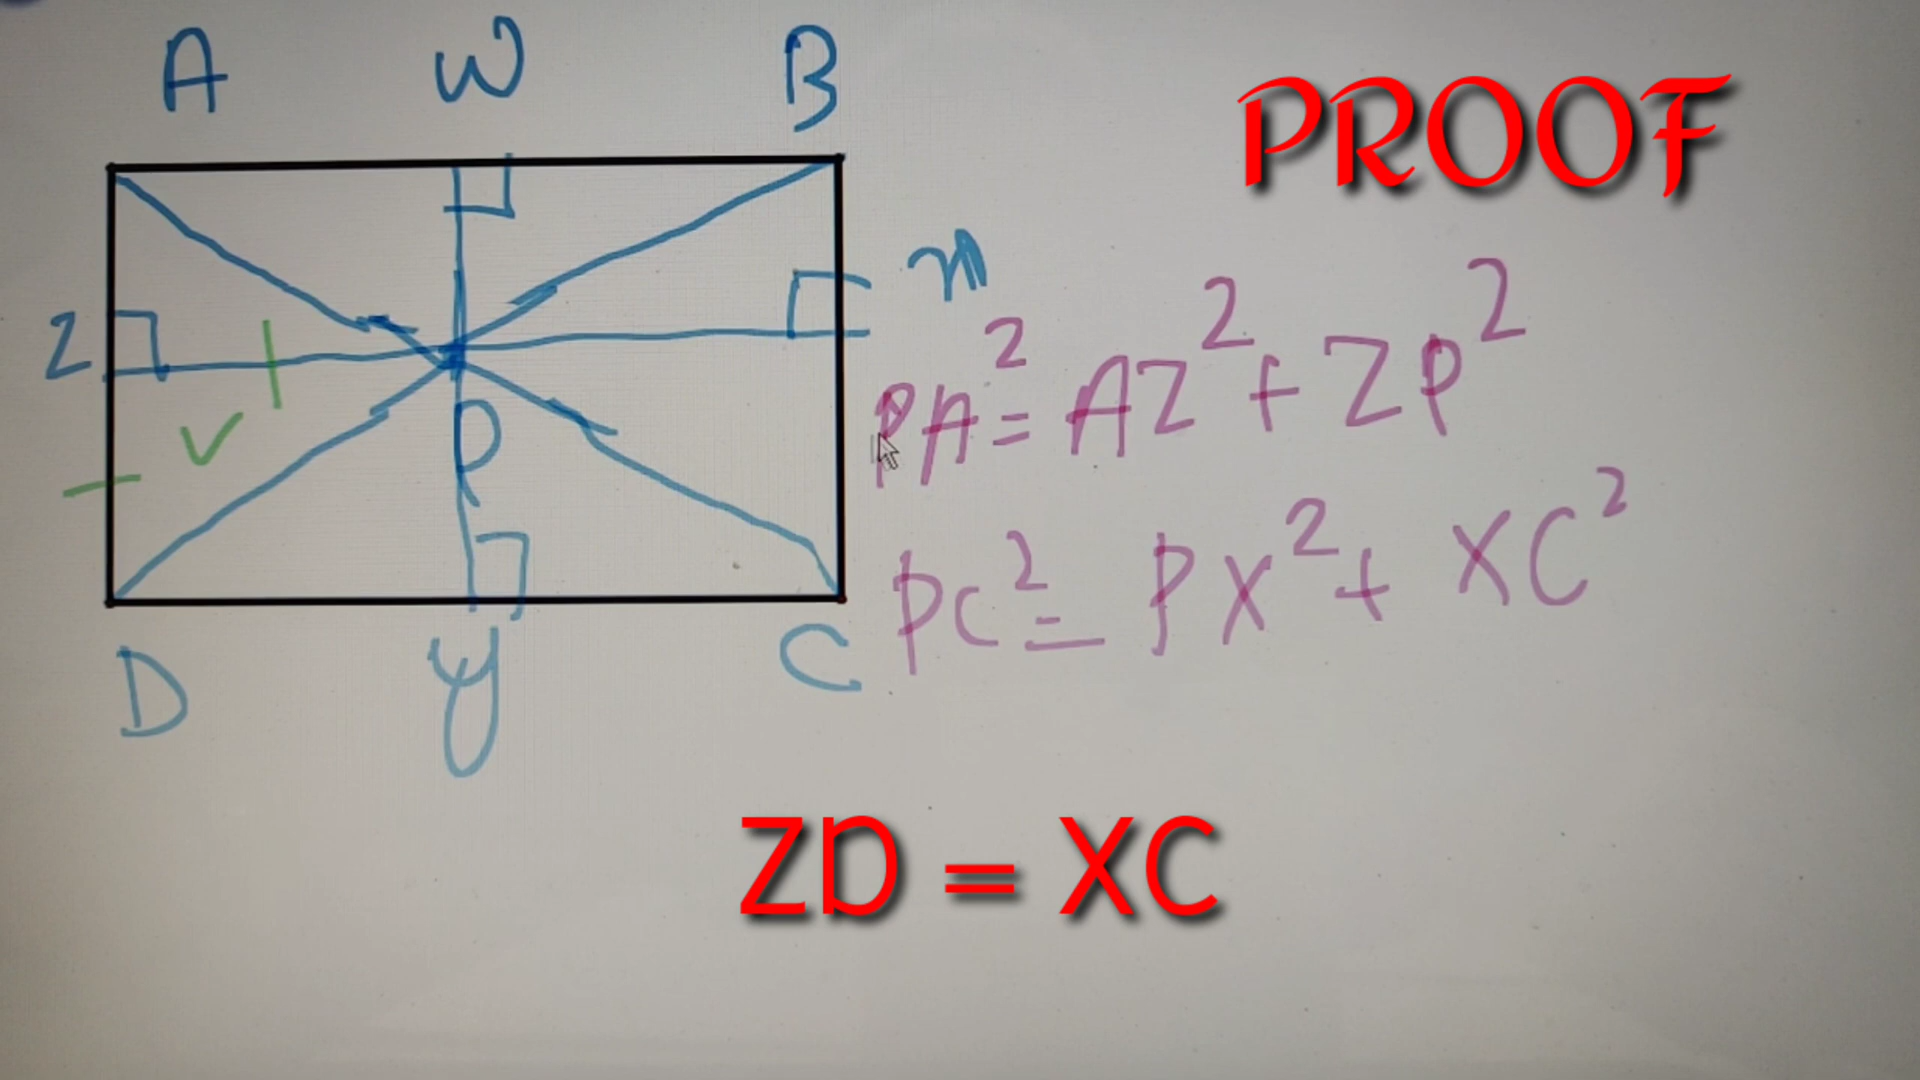 A W B
PROOF
x
Z
PA²=AZ²+ZP²
P
PC²=PX²+XC²
D Y C
ZD = XC